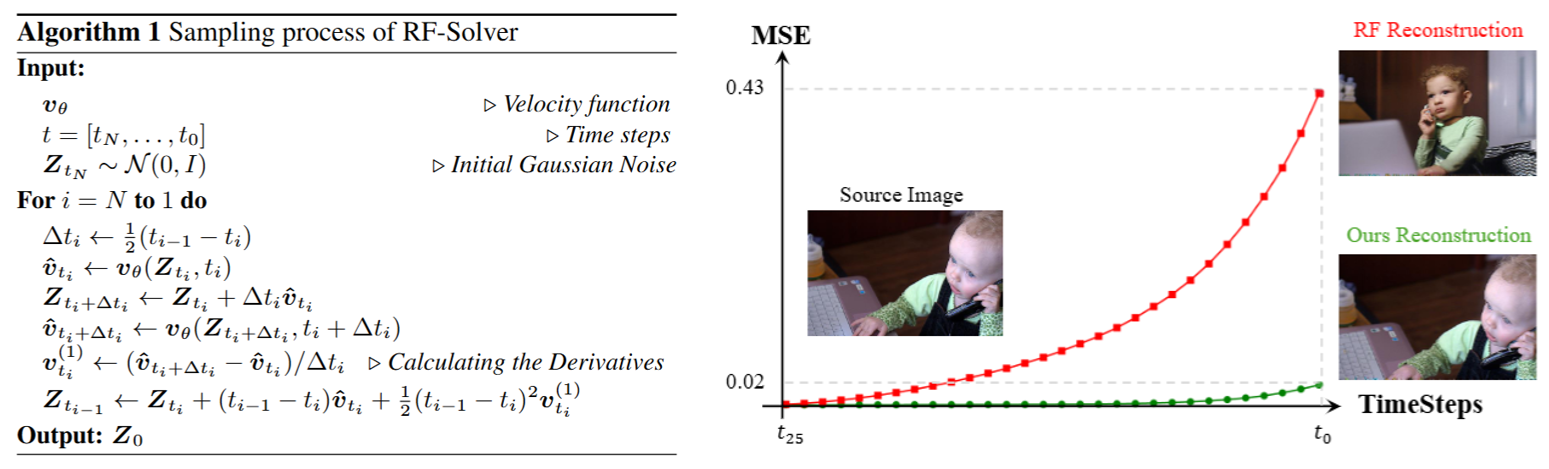 Algorithm 1 Sampling process of RF-Solver
Input:
$\boldsymbol{v}_\theta$ ▷ Velocity function
$t = [t_N, \ldots, t_0]$ ▷ Time steps
$\boldsymbol{Z}_{t_N} \sim \mathcal{N}(0, I)$ ▷ Initial Gaussian Noise
For $i = N$ to $1$ do
$\Delta t_i \leftarrow \frac{1}{2}(t_{i-1} - t_i)$
$\hat{\boldsymbol{v}}_{t_i} \leftarrow \boldsymbol{v}_\theta(\boldsymbol{Z}_{t_i}, t_i)$
$\boldsymbol{Z}_{t_i+\Delta t_i} \leftarrow \boldsymbol{Z}_{t_i} + \Delta t_i \hat{\boldsymbol{v}}_{t_i}$
$\hat{\boldsymbol{v}}_{t_i+\Delta t_i} \leftarrow \boldsymbol{v}_\theta(\boldsymbol{Z}_{t_i+\Delta t_i}, t_i + \Delta t_i)$
$\boldsymbol{v}_{t_i}^{(1)} \leftarrow (\hat{\boldsymbol{v}}_{t_i+\Delta t_i} - \hat{\boldsymbol{v}}_{t_i})/\Delta t_i$ ▷ Calculating the Derivatives
$\boldsymbol{Z}_{t_{i-1}} \leftarrow \boldsymbol{Z}_{t_i} + (t_{i-1} - t_i)\hat{\boldsymbol{v}}_{t_i} + \frac{1}{2}(t_{i-1} - t_i)^2 \boldsymbol{v}_{t_i}^{(1)}$
Output: $\boldsymbol{Z}_0$
MSE
0.43
0.02
Source Image
RF Reconstruction
Ours Reconstruction
TimeSteps
$t_{25}$
$t_0$